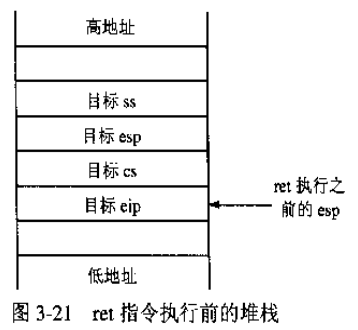 高地址
目标 ss
目标 esp
目标 cs
目标 eip
ret 执行之
前的 esp
低地址
图 3-21 ret 指令执行前的堆栈